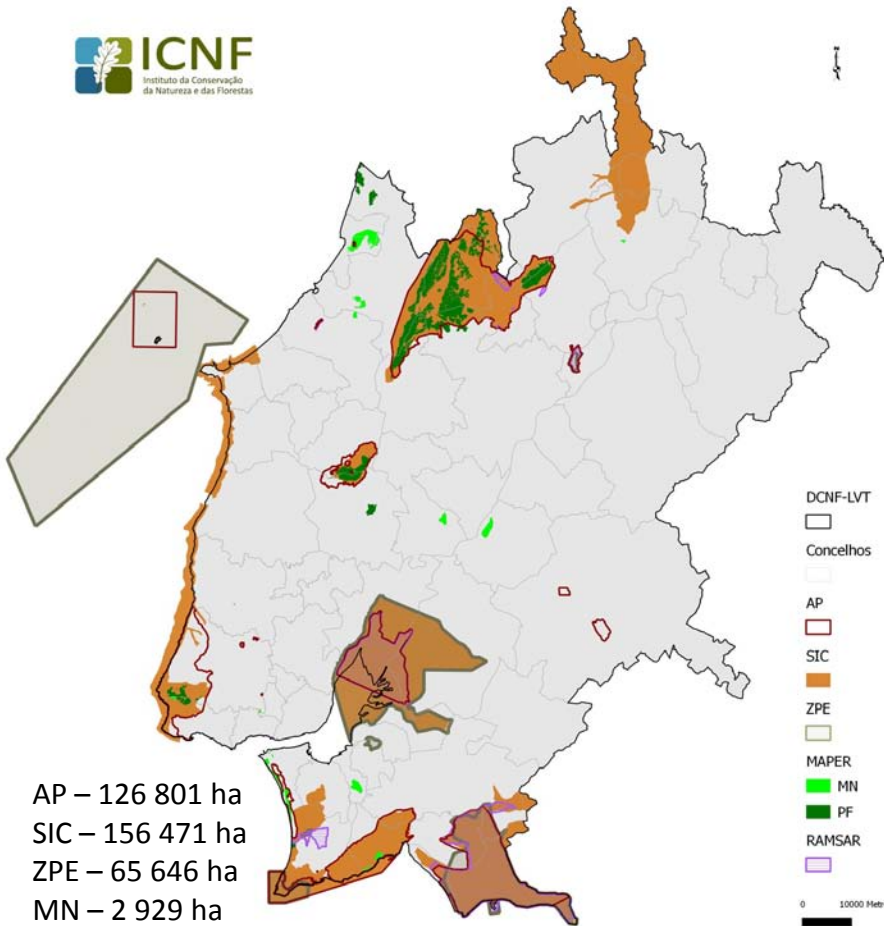 ICNF
Instituto da Conservação
da Natureza e das Florestas
N
DCNF-LVT
Concelhos
AP
SIC
ZPE
MAPER
MN
PF
RAMSAR
AP – 126 801 ha
SIC – 156 471 ha
ZPE – 65 646 ha
MN – 2 929 ha
0 10000 Metr